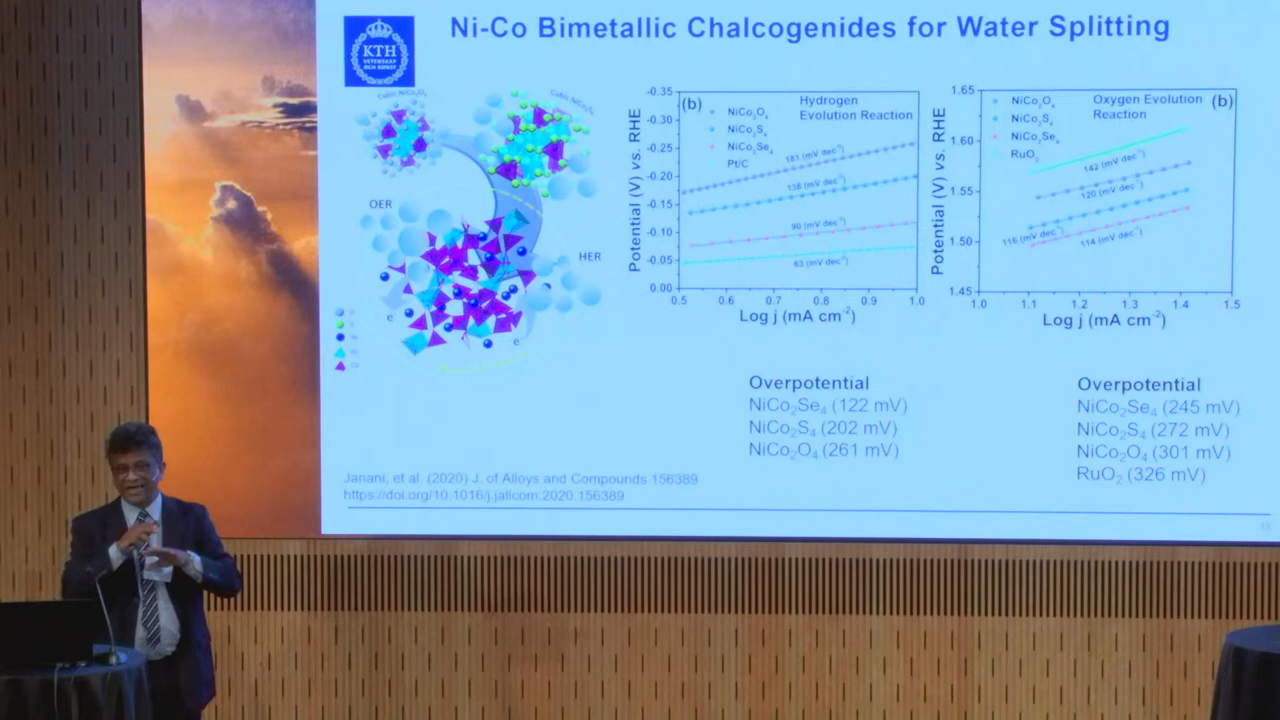 Ni-Co Bimetallic Chalcogenides for Water Splitting
KTH
VETENSKAP
OCH KONST
Cubic NiCo₂O₄
Cubic NiCo₂S₄
OER
HER
e
e
(b)
Hydrogen
Evolution Reaction
NiCo₂O₄
NiCo₂S₄
NiCo₂Se₄
Pt/C
181 (mV dec⁻¹)
138 (mV dec⁻¹)
90 (mV dec⁻¹)
63 (mV dec⁻¹)
Potential (V) vs. RHE
-0.35
-0.30
-0.25
-0.20
-0.15
-0.10
-0.05
0.00
0.5 0.6 0.7 0.8 0.9 1.0
Log j (mA cm⁻²)
(b)
Oxygen Evolution
Reaction
NiCo₂O₄
NiCo₂S₄
NiCo₂Se₄
RuO₂
142 (mV dec⁻¹)
120 (mV dec⁻¹)
116 (mV dec⁻¹)
114 (mV dec⁻¹)
Potential (V) vs. RHE
1.65
1.60
1.55
1.50
1.45
1.0 1.1 1.2 1.3 1.4 1.5
Log j (mA cm⁻²)
Overpotential
NiCo₂Se₄ (122 mV)
NiCo₂S₄ (202 mV)
NiCo₂O₄ (261 mV)
Overpotential
NiCo₂Se₄ (245 mV)
NiCo₂S₄ (272 mV)
NiCo₂O₄ (301 mV)
RuO₂ (326 mV)
Janani, et al. (2020) J. of Alloys and Compounds 156389
https://doi.org/10.1016/j.jallcom.2020.156389